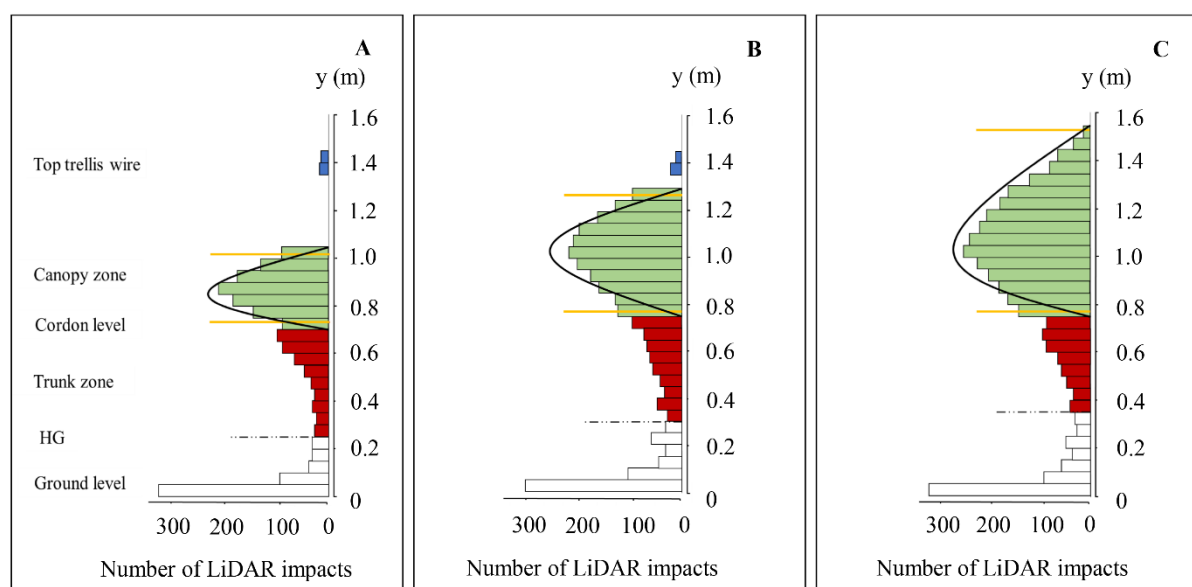 A
y (m)
1.6
Top trellis wire
1.4
1.2
1.0
Canopy zone
0.8
Cordon level
0.6
Trunk zone
0.4
HG
0.2
Ground level
0
300 200 100 0
Number of LiDAR impacts
B
y (m)
1.6
1.4
1.2
1.0
0.8
0.6
0.4
0.2
0
300 200 100 0
Number of LiDAR impacts
C
y (m)
1.6
1.4
1.2
1.0
0.8
0.6
0.4
0.2
0
300 200 100 0
Number of LiDAR impacts